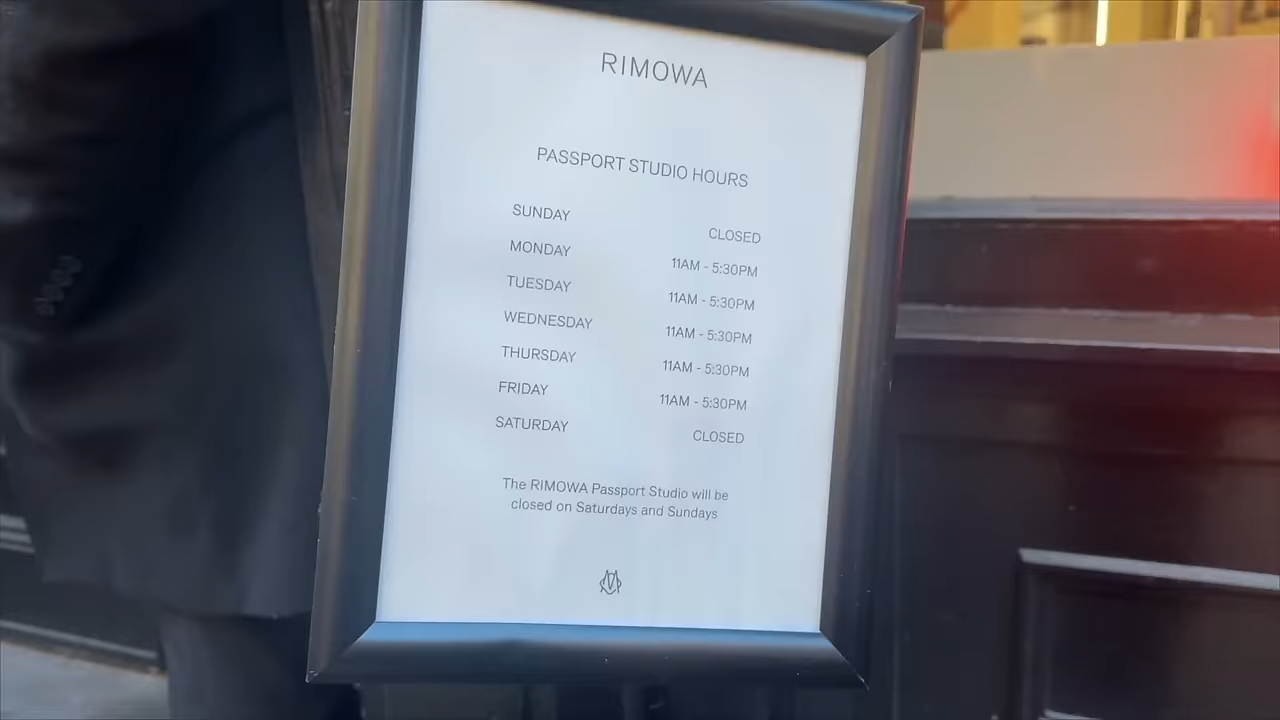 RIMOWA
PASSPORT STUDIO HOURS
SUNDAY CLOSED
MONDAY 11AM - 5:30PM
TUESDAY 11AM - 5:30PM
WEDNESDAY 11AM - 5:30PM
THURSDAY 11AM - 5:30PM
FRIDAY 11AM - 5:30PM
SATURDAY CLOSED
The RIMOWA Passport Studio will be
closed on Saturdays and Sundays